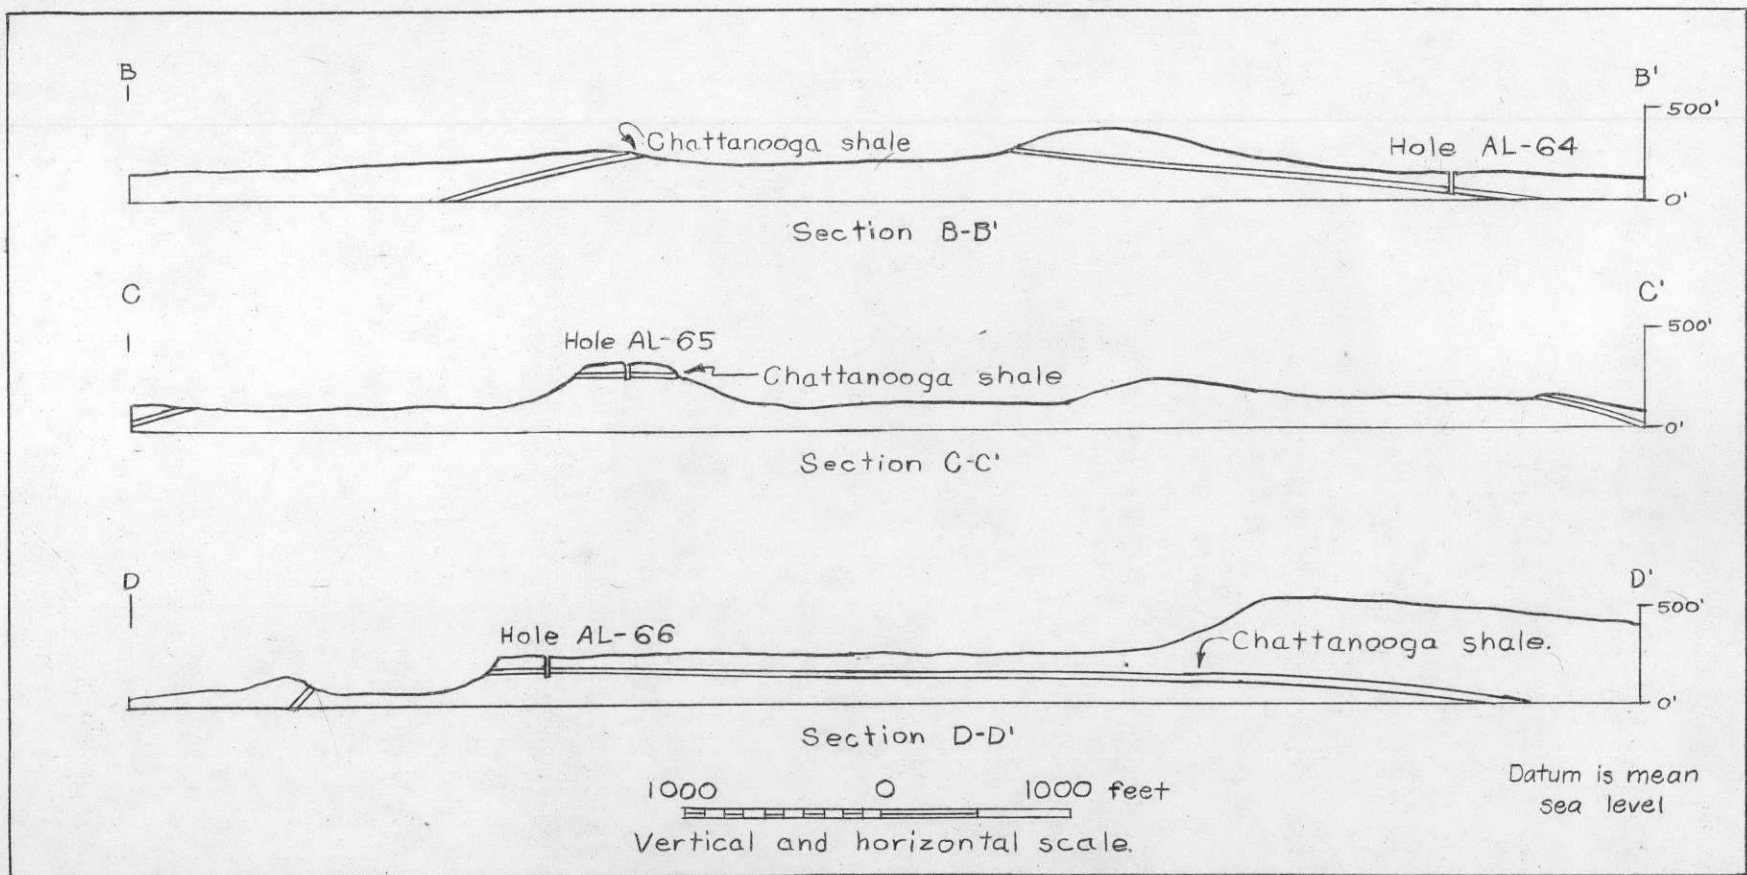 B
B'
500'
Chattanooga shale
Hole AL-64
0'
Section B-B'
C
C'
500'
Hole AL-65
Chattanooga shale
0'
Section C-C'
D
D'
500'
Hole AL-66
Chattanooga shale.
0'
Section D-D'
1000 0 1000 feet
Vertical and horizontal scale.
Datum is mean
sea level